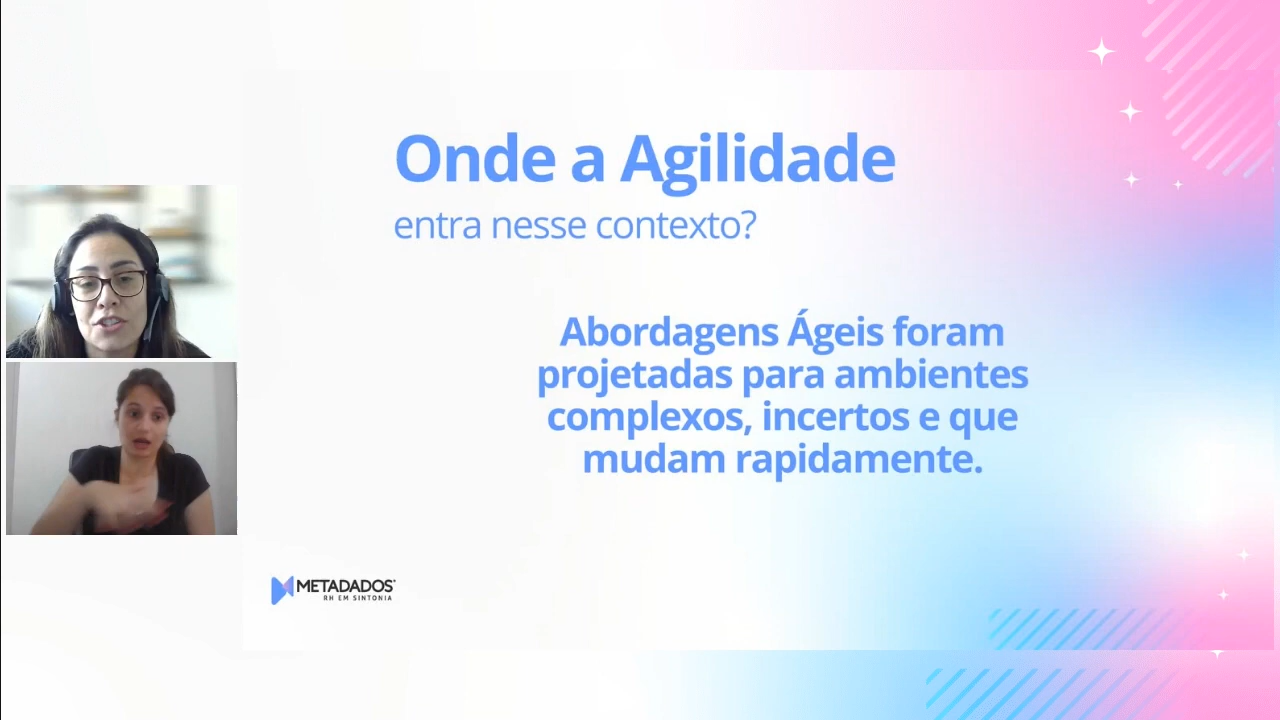 Onde a Agilidade
entra nesse contexto?
Abordagens Ágeis foram
projetadas para ambientes
complexos, incertos e que
mudam rapidamente.
METADADOS®
RH EM SINTONIA